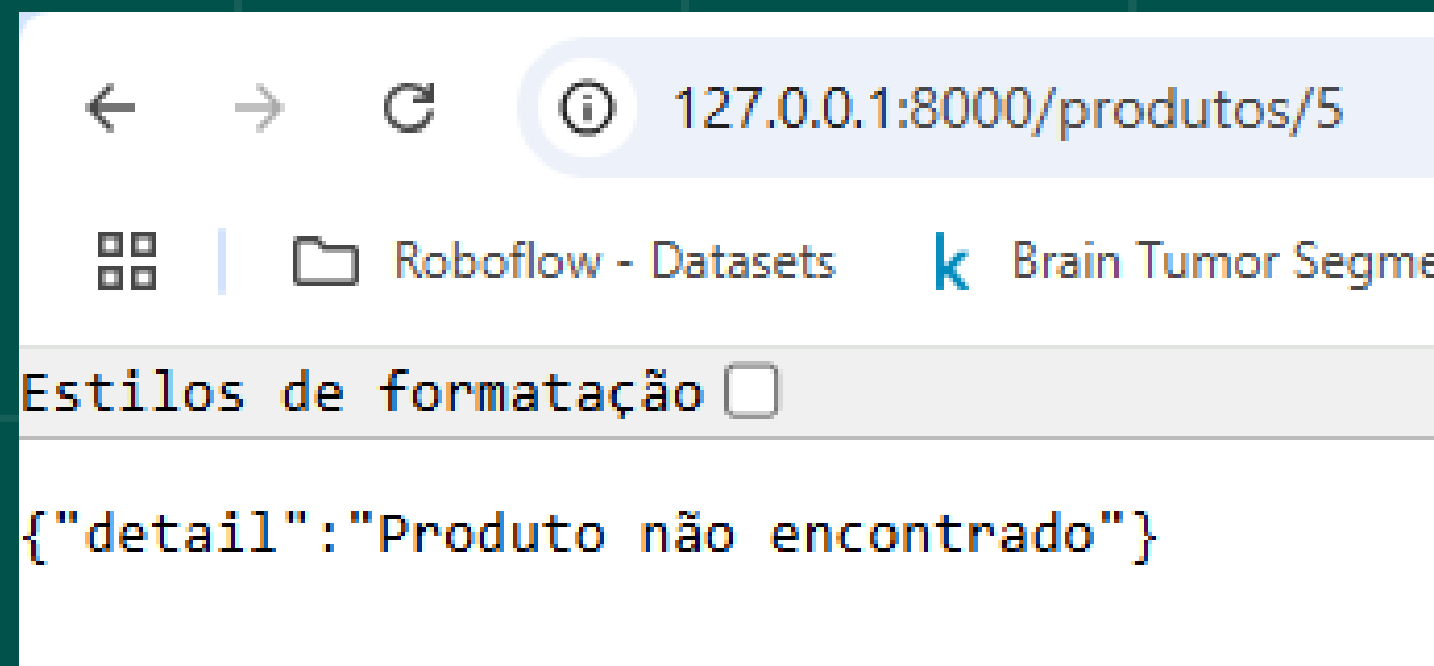 127.0.0.1:8000/produtos/5
Roboflow - Datasets k Brain Tumor Segme
Estilos de formatação
{"detail":"Produto não encontrado"}